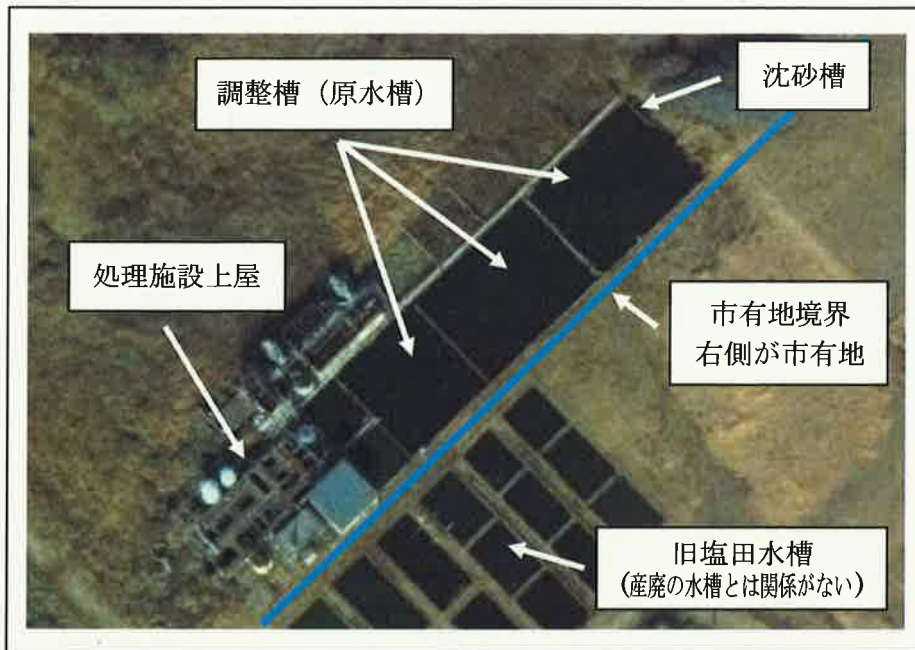 調整槽（原水槽）
沈砂槽
処理施設上屋
市有地境界
右側が市有地
旧塩田水槽
(産廃の水槽とは関係がない)